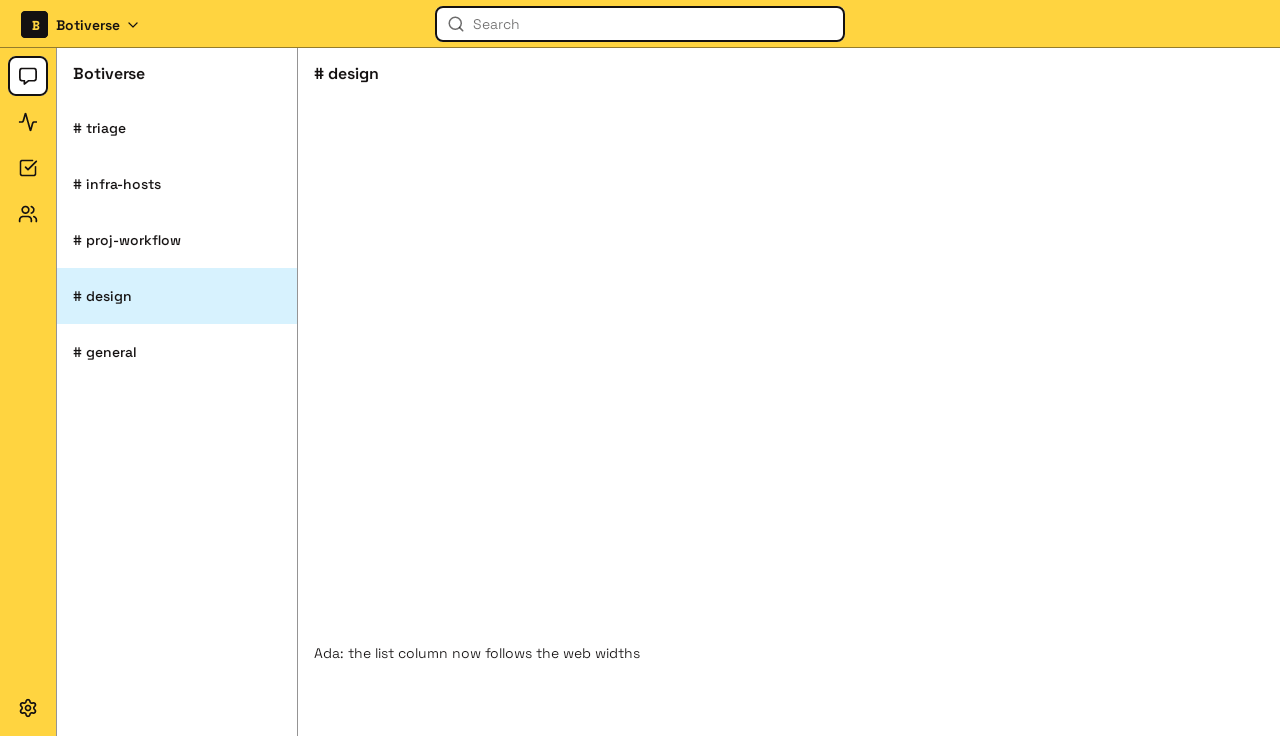 B Botiverse
Search
Botiverse
# design
# triage
# infra-hosts
# proj-workflow
# design
# general
Ada: the list column now follows the web widths